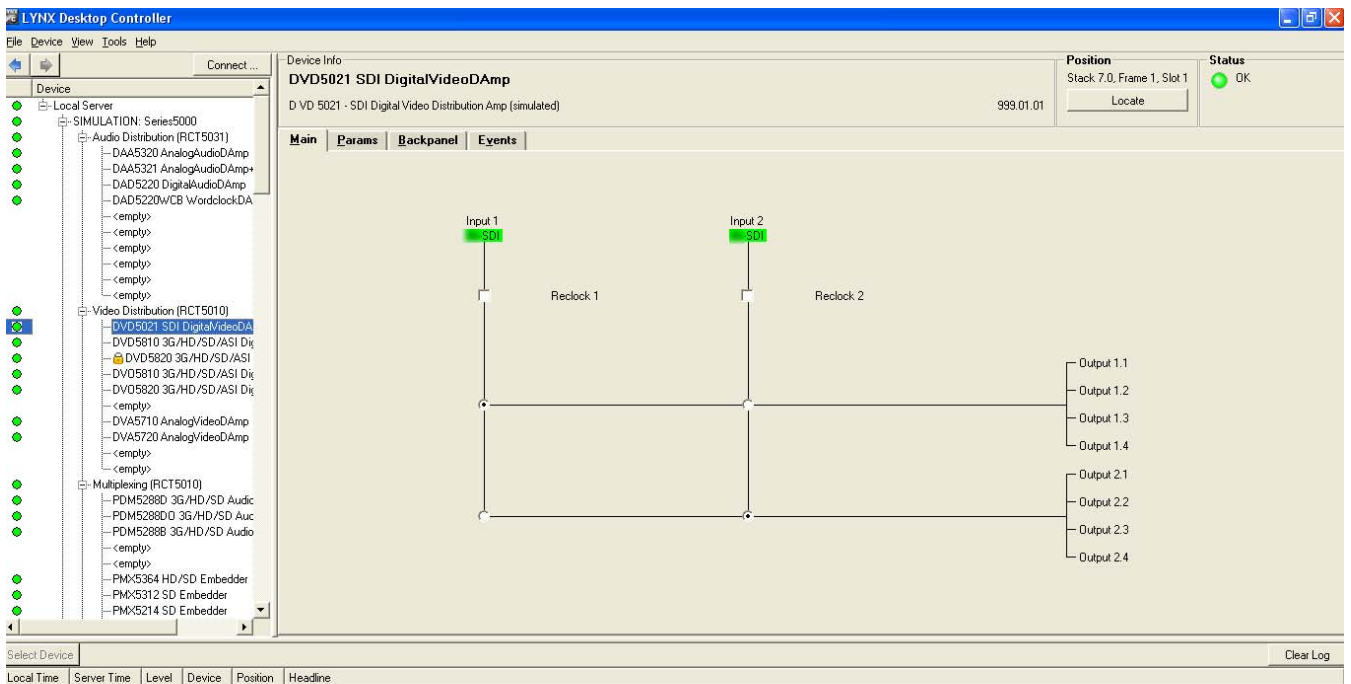 LYNX Desktop Controller
File Device View Tools Help
Connect ...
Device
Local Server
SIMULATION: Series5000
Audio Distribution (RCT5031)
DAA5320 AnalogAudioDAmp
DAA5321 AnalogAudioDAmp+
DAD5220 DigitalAudioDAmp
DAD5220WCB WordclockDA
<empty>
<empty>
<empty>
<empty>
<empty>
<empty>
Video Distribution (RCT5010)
DVD5021 SDI DigitalVideoDA
DVD5810 3G/HD/SD/ASI Dig
DVD5820 3G/HD/SD/ASI
DVO5810 3G/HD/SD/ASI Dig
DVO5820 3G/HD/SD/ASI Dig
<empty>
DVA5710 AnalogVideoDAmp
DVA5720 AnalogVideoDAmp
<empty>
<empty>
Multiplexing (RCT5010)
PDM5288D 3G/HD/SD Audio
PDM5288DO 3G/HD/SD Auc
PDM5288B 3G/HD/SD Audio
<empty>
<empty>
PMX5364 HD/SD Embedder
PMX5312 SD Embedder
PMX5214 SD Embedder
Device Info
DVD5021 SDI DigitalVideoDAmp
D VD 5021 - SDI Digital Video Distribution Amp (simulated) 999.01.01
Position
Stack 7.0, Frame 1, Slot 1
Locate
Status
OK
Main Params Backpanel Events
Input 1 Input 2
SDI SDI
Reclock 1 Reclock 2
Output 1.1
Output 1.2
Output 1.3
Output 1.4
Output 2.1
Output 2.2
Output 2.3
Output 2.4
Select Device Clear Log
Local Time Server Time Level Device Position Headline